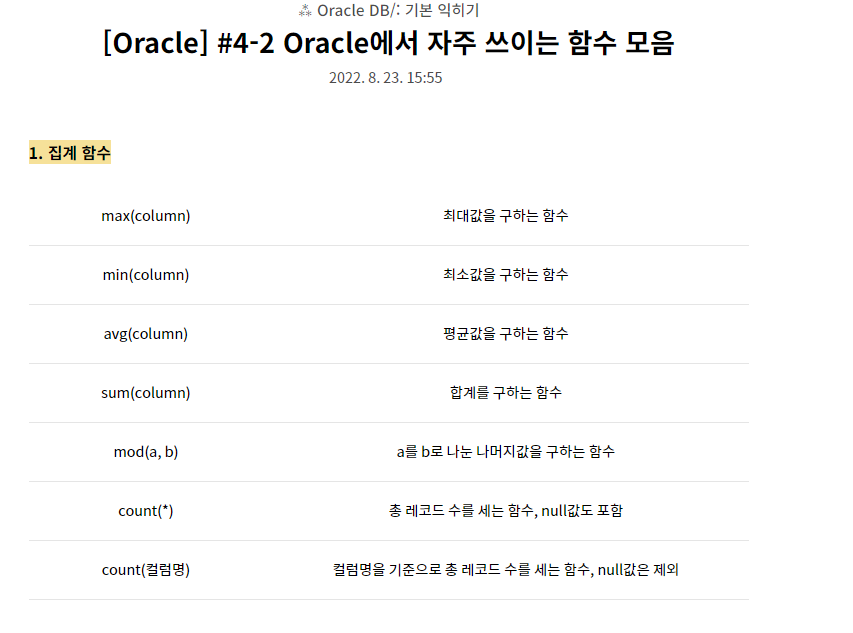 ⁂ Oracle DB/: 기본 익히기
[Oracle] #4-2 Oracle에서 자주 쓰이는 함수 모음
2022. 8. 23. 15:55
1. 집계 함수
max(column) 최대값을 구하는 함수
min(column) 최소값을 구하는 함수
avg(column) 평균값을 구하는 함수
sum(column) 합계를 구하는 함수
mod(a, b) a를 b로 나눈 나머지값을 구하는 함수
count(*) 총 레코드 수를 세는 함수, null값도 포함
count(컬럼명) 컬럼명을 기준으로 총 레코드 수를 세는 함수, null값은 제외